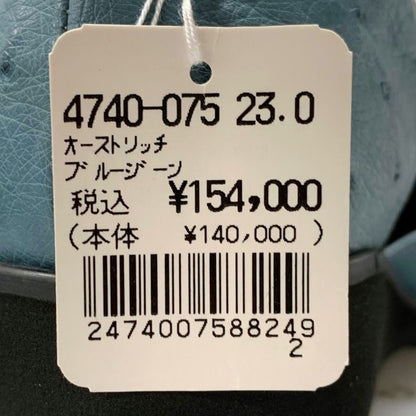 4740-075 23.0
ｵｰｽﾄﾘｯﾁ
ﾌﾞﾙｰｼﾞｰﾝ
税込 ¥154,000
(本体 ¥140,000 )
2474007588249
2